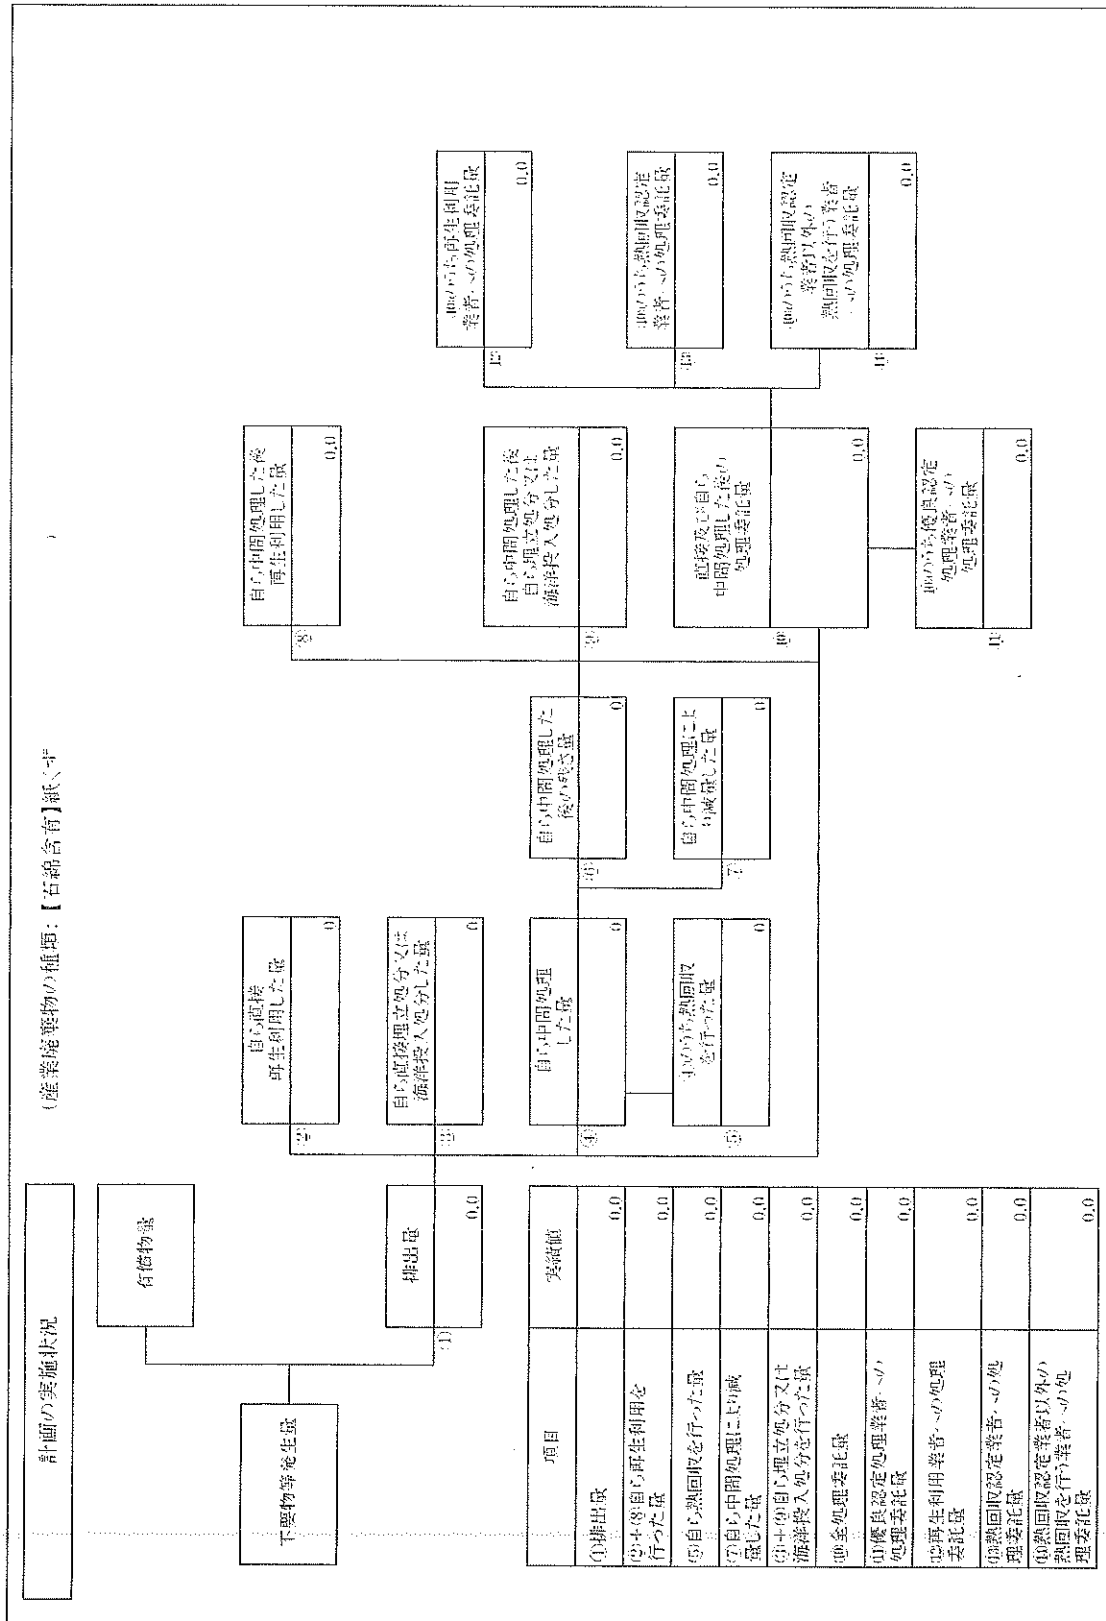 計画の実施状況
(産業廃棄物の種類:【石綿含有】紙くず
)
不要物等発生量
有償物量
排出量
(1)
0.0
自ら直接
再生利用した量
②
0
自ら直接埋立処分又は
海洋投入処分した量
③
0
自ら中間処理
した量
④
0
④のうち熱回収
を行った量
⑤
0
自ら中間処理した
後の残さ量
⑥
0
自ら中間処理によ
り減量した量
⑦
0
自ら中間処理した後
再生利用した量
⑧
0.0
自ら中間処理した後
自ら埋立処分又は
海洋投入処分した量
⑨
0.0
直接及び自ら
中間処理した後の
処理委託量
⑩
0.0
⑩のうち優良認定
処理業者への
処理委託量
⑪
0.0
⑩のうち再生利用
業者への処理委託量
⑫
0.0
⑩のうち熱回収認定
業者への処理委託量
⑬
0.0
⑩のうち熱回収認定
業者以外の
熱回収を行う業者
への処理委託量
⑭
0.0
項目
実績値
①排出量
0.0
②+⑧自ら再生利用を
行った量
0.0
⑤自ら熱回収を行った量
0.0
⑦自ら中間処理により減
量した量
0.0
③+⑨自ら埋立処分又は
海洋投入処分を行った量
0.0
⑩全処理委託量
0.0
⑪優良認定処理業者への
処理委託量
0.0
⑫再生利用業者への処理
委託量
0.0
⑬熱回収認定業者への処
理委託量
0.0
⑭熱回収認定業者以外の
熱回収を行う業者への処
理委託量
0.0